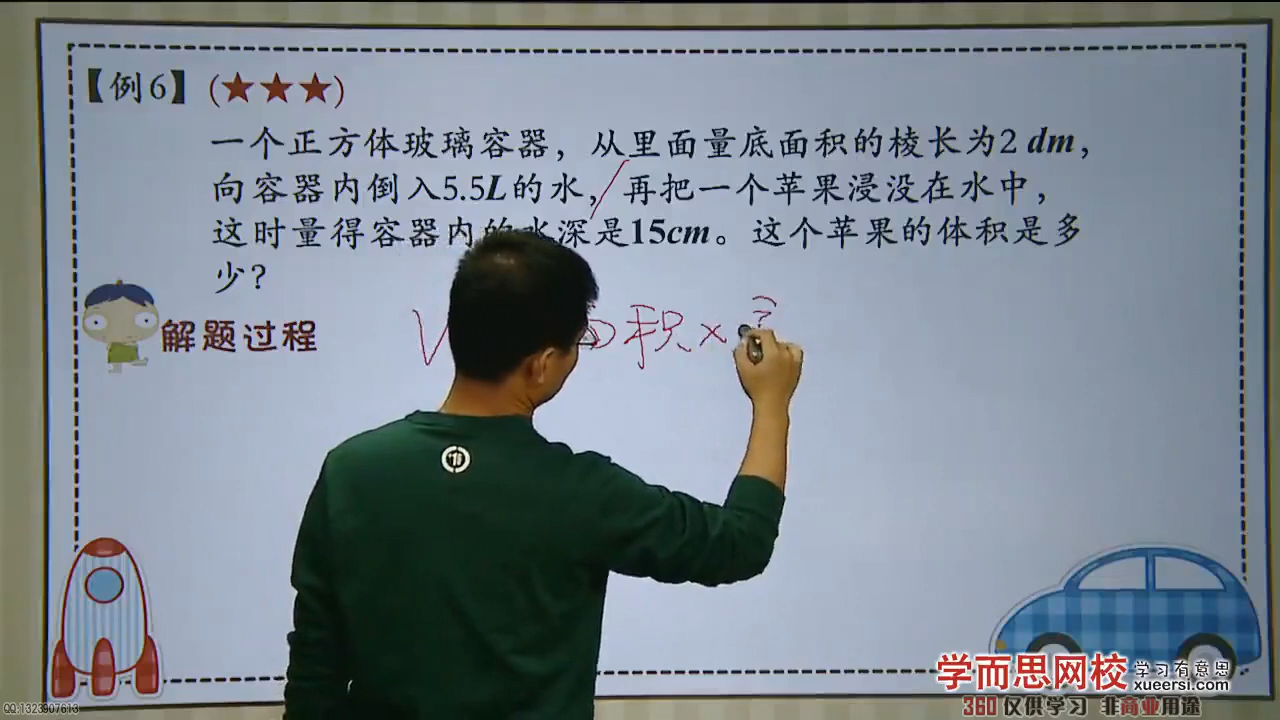 【例6】(★★★)
一个正方体玻璃容器，从里面量底面积的棱长为2 dm，
向容器内倒入5.5L的水，再把一个苹果浸没在水中，
这时量得容器内的水深是15cm。这个苹果的体积是多
少？
解题过程
V 积×
学而思网校 学习有意思
xueersi.com
360 仅供学习 非商业用途
QQ:1323907613